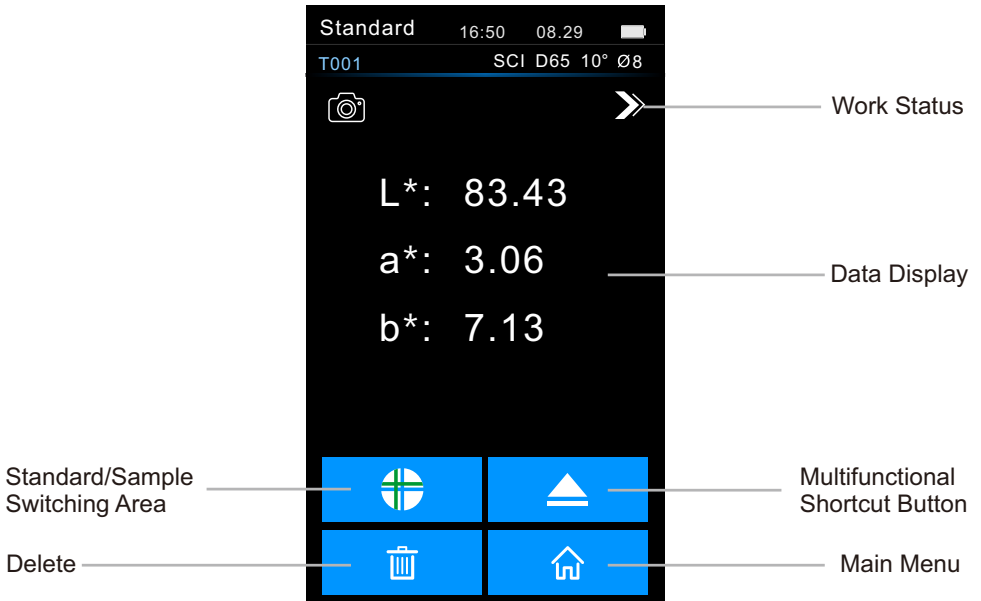 Standard 16:50 08.29
T001 SCI D65 10° Ø8
Work Status
L*: 83.43
a*: 3.06
Data Display
b*: 7.13
Standard/Sample
Switching Area
Multifunctional
Shortcut Button
Delete
Main Menu